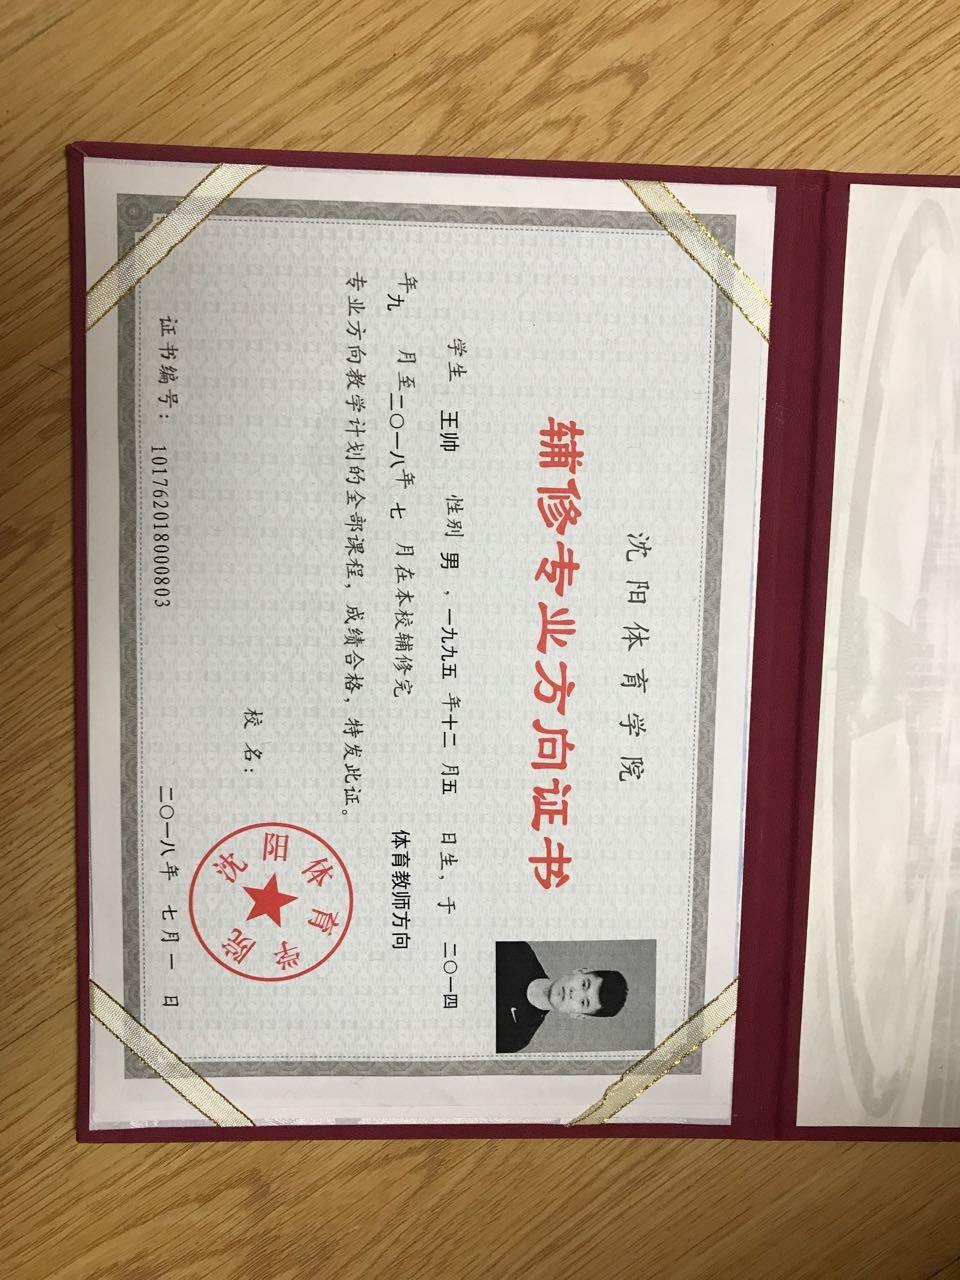 沈阳体育学院
辅修专业方向证书
学生 王帅 性别 男 ，一九九五 年十二 月五 日生，于 二〇一四
年九 月至二〇一八年 七 月在本校辅修完 体育教师方向
专业方向教学计划的全部课程，成绩合格，特发此证。
校 名：
沈阳体育学院
证书编号： 101762018000803 二〇一八年 七月一 日